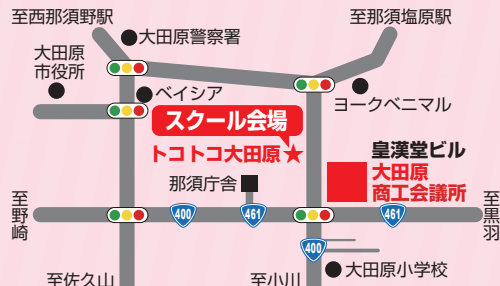 至西那須野駅
至那須塩原駅
大田原警察署
大田原
市役所
ベイシア
ヨークベニマル
スクール会場
トコトコ大田原★
皇漢堂ビル
大田原
商工会議所
那須庁舎
至野崎
400
461
461
至黒羽
400
大田原小学校
至佐久山
至小川